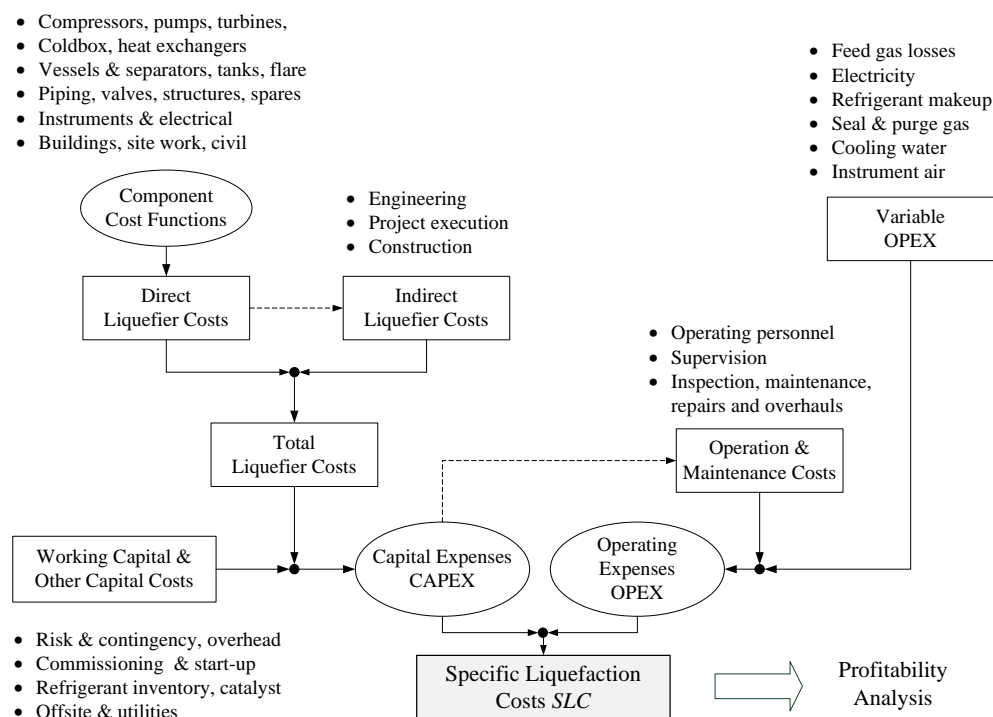 • Compressors, pumps, turbines,
• Coldbox, heat exchangers
• Vessels & separators, tanks, flare
• Piping, valves, structures, spares
• Instruments & electrical
• Buildings, site work, civil
• Feed gas losses
• Electricity
• Refrigerant makeup
• Seal & purge gas
• Cooling water
• Instrument air
Component
Cost Functions
• Engineering
• Project execution
• Construction
Variable
OPEX
Direct
Liquefier Costs
Indirect
Liquefier Costs
• Operating personnel
• Supervision
• Inspection, maintenance,
repairs and overhauls
Total
Liquefier Costs
Operation &
Maintenance Costs
Working Capital &
Other Capital Costs
Capital Expenses
CAPEX
Operating
Expenses
OPEX
• Risk & contingency, overhead
• Commissioning & start-up
• Refrigerant inventory, catalyst
• Offsite & utilities
Specific Liquefaction
Costs SLC
Profitability
Analysis